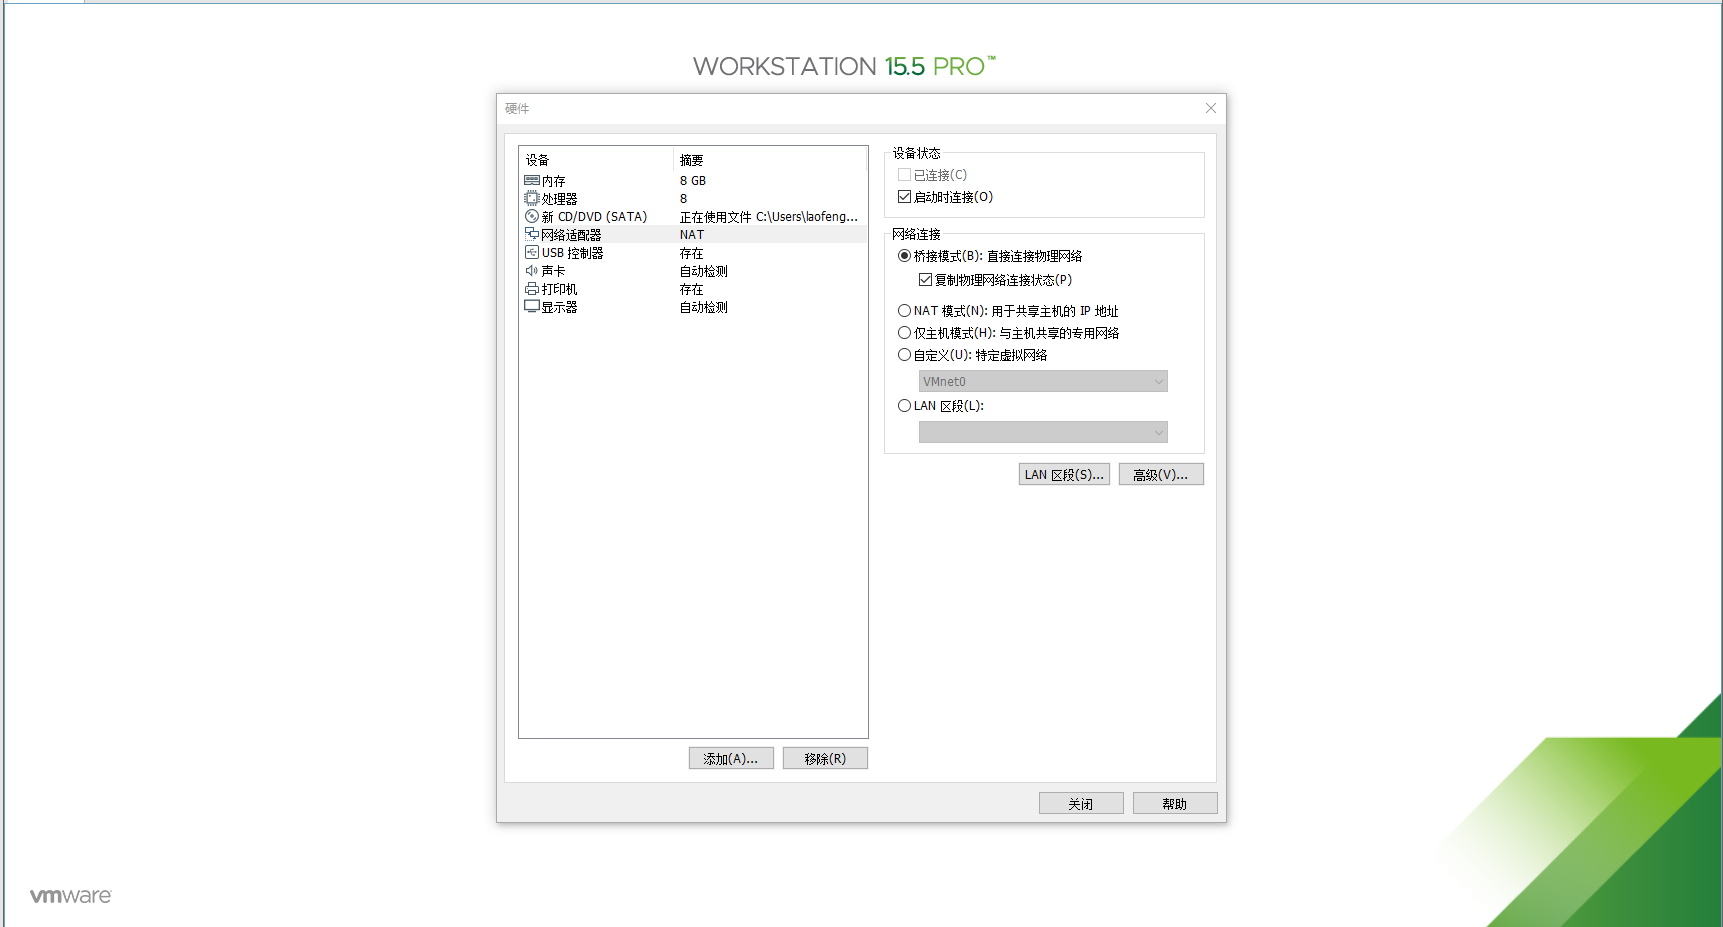 WORKSTATION 15.5 PRO™
硬件
设备 摘要
内存 8 GB
处理器 8
新 CD/DVD (SATA) 正在使用文件 C:\Users\laofeng...
网络适配器 NAT
USB 控制器 存在
声卡 自动检测
打印机 存在
显示器 自动检测
添加(A)... 移除(R)
设备状态
已连接(C)
启动时连接(O)
网络连接
桥接模式(B): 直接连接物理网络
复制物理网络连接状态(P)
NAT 模式(N): 用于共享主机的 IP 地址
仅主机模式(H): 与主机共享的专用网络
自定义(U): 特定虚拟网络
VMnet0
LAN 区段(L):
LAN 区段(S)... 高级(V)...
关闭 帮助
vmware